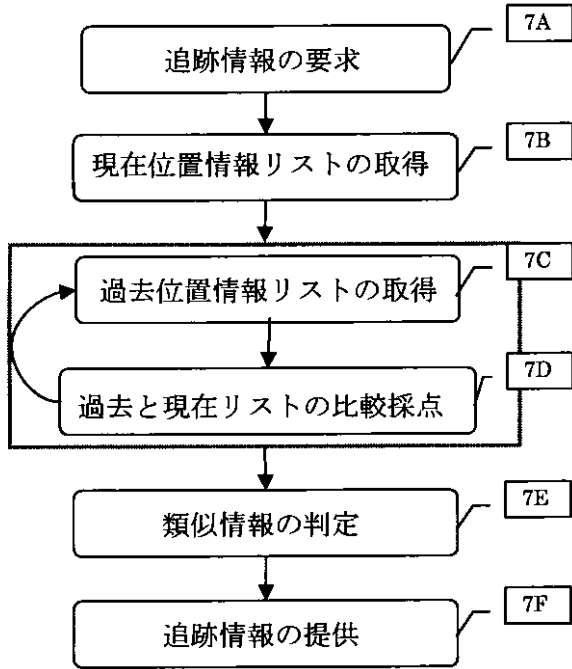 7A
追跡情報の要求
7B
現在位置情報リストの取得
7C
過去位置情報リストの取得
7D
過去と現在リストの比較採点
7E
類似情報の判定
7F
追跡情報の提供